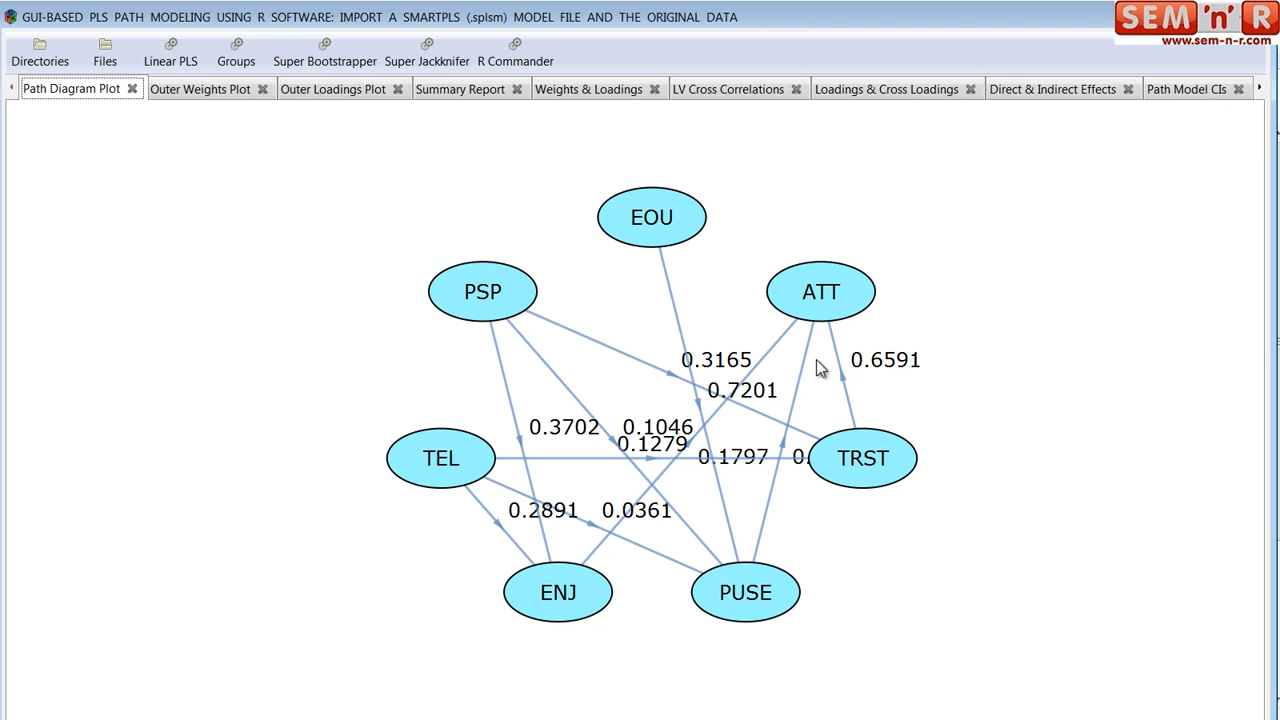 GUI-BASED PLS PATH MODELING USING R SOFTWARE: IMPORT A SMARTPLS (.splsm) MODEL FILE AND THE ORIGINAL DATA
SEM 'n' R
www.sem-n-r.com
Directories Files Linear PLS Groups Super Bootstrapper Super Jackknifer R Commander
Path Diagram Plot Outer Weights Plot Outer Loadings Plot Summary Report Weights & Loadings LV Cross Correlations Loadings & Cross Loadings Direct & Indirect Effects Path Model CIs
EOU
PSP ATT
0.3165 0.6591
0.7201
0.3702 0.1046
0.1279
TEL 0.1797 0. TRST
0.2891 0.0361
ENJ PUSE